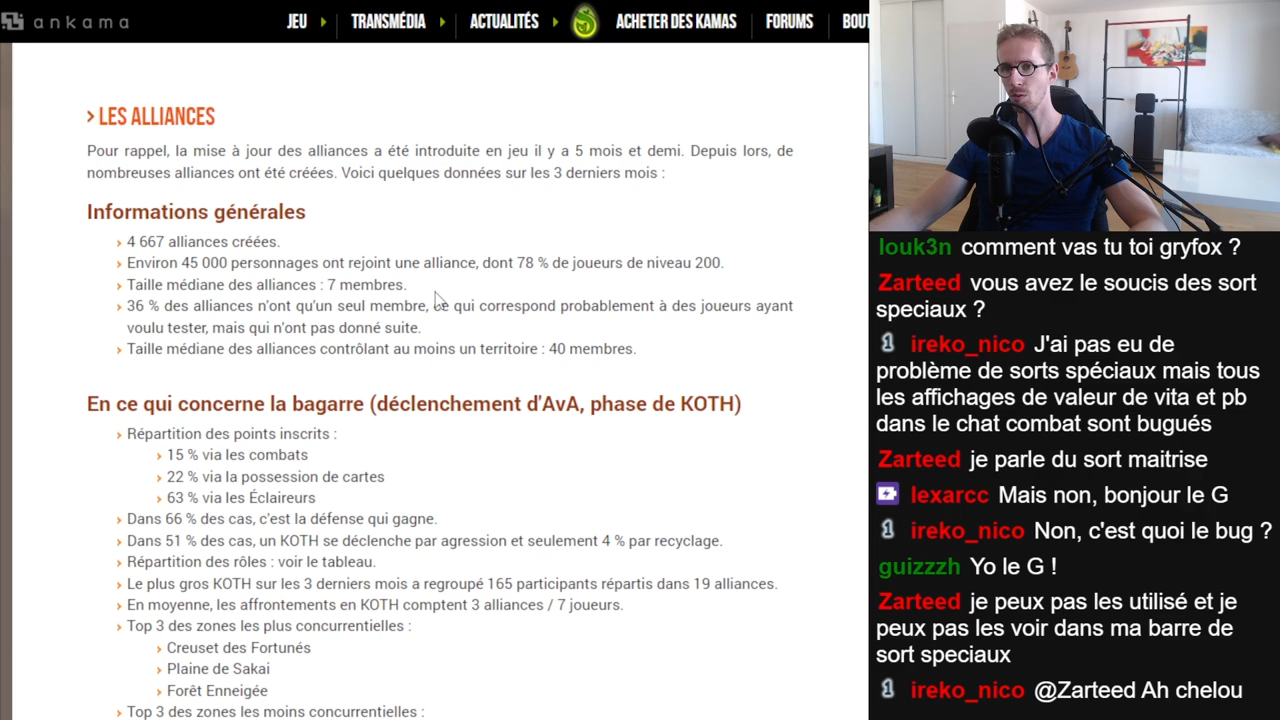 ankama
JEU
TRANSMÉDIA
ACTUALITÉS
ACHETER DES KAMAS
FORUMS
BOUT
> LES ALLIANCES
Pour rappel, la mise à jour des alliances a été introduite en jeu il y a 5 mois et demi. Depuis lors, de
nombreuses alliances ont été créées. Voici quelques données sur les 3 derniers mois :
Informations générales
4 667 alliances créées.
Environ 45 000 personnages ont rejoint une alliance, dont 78 % de joueurs de niveau 200.
Taille médiane des alliances : 7 membres.
36 % des alliances n'ont qu'un seul membre, ce qui correspond probablement à des joueurs ayant
voulu tester, mais qui n'ont pas donné suite.
Taille médiane des alliances contrôlant au moins un territoire : 40 membres.
En ce qui concerne la bagarre (déclenchement d'AvA, phase de KOTH)
Répartition des points inscrits :
15 % via les combats
22 % via la possession de cartes
63 % via les Éclaireurs
Dans 66 % des cas, c'est la défense qui gagne.
Dans 51 % des cas, un KOTH se déclenche par agression et seulement 4 % par recyclage.
Répartition des rôles : voir le tableau.
Le plus gros KOTH sur les 3 derniers mois a regroupé 165 participants répartis dans 19 alliances.
En moyenne, les affrontements en KOTH comptent 3 alliances / 7 joueurs.
Top 3 des zones les plus concurrentielles :
Creuset des Fortunés
Plaine de Sakai
Forêt Enneigée
Top 3 des zones les moins concurrentielles :
louk3n comment vas tu toi gryfox ?
Zarteed vous avez le soucis des sort
speciaux ?
1 ireko_nico J'ai pas eu de
problème de sorts spéciaux mais tous
les affichages de valeur de vita et pb
dans le chat combat sont bugués
Zarteed je parle du sort maitrise
lexarcc Mais non, bonjour le G
1 ireko_nico Non, c'est quoi le bug ?
guizzzh Yo le G !
Zarteed je peux pas les utilisé et je
peux pas les voir dans ma barre de
sort speciaux
1 ireko_nico @Zarteed Ah chelou